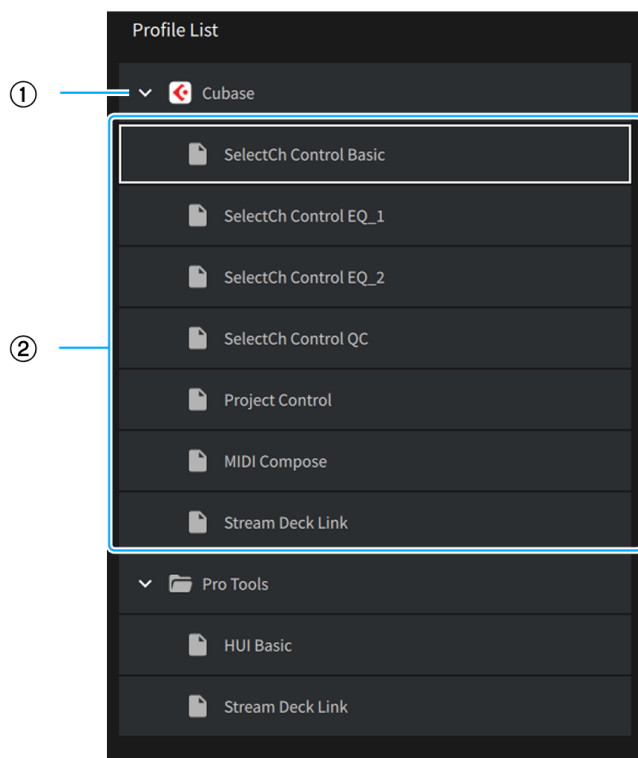 Profile List
① Cubase
SelectCh Control Basic
SelectCh Control EQ_1
SelectCh Control EQ_2
② SelectCh Control QC
Project Control
MIDI Compose
Stream Deck Link
Pro Tools
HUI Basic
Stream Deck Link